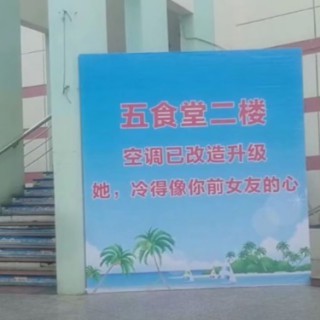 五食堂二楼
空调已改造升级
她，冷得像你前女友的心